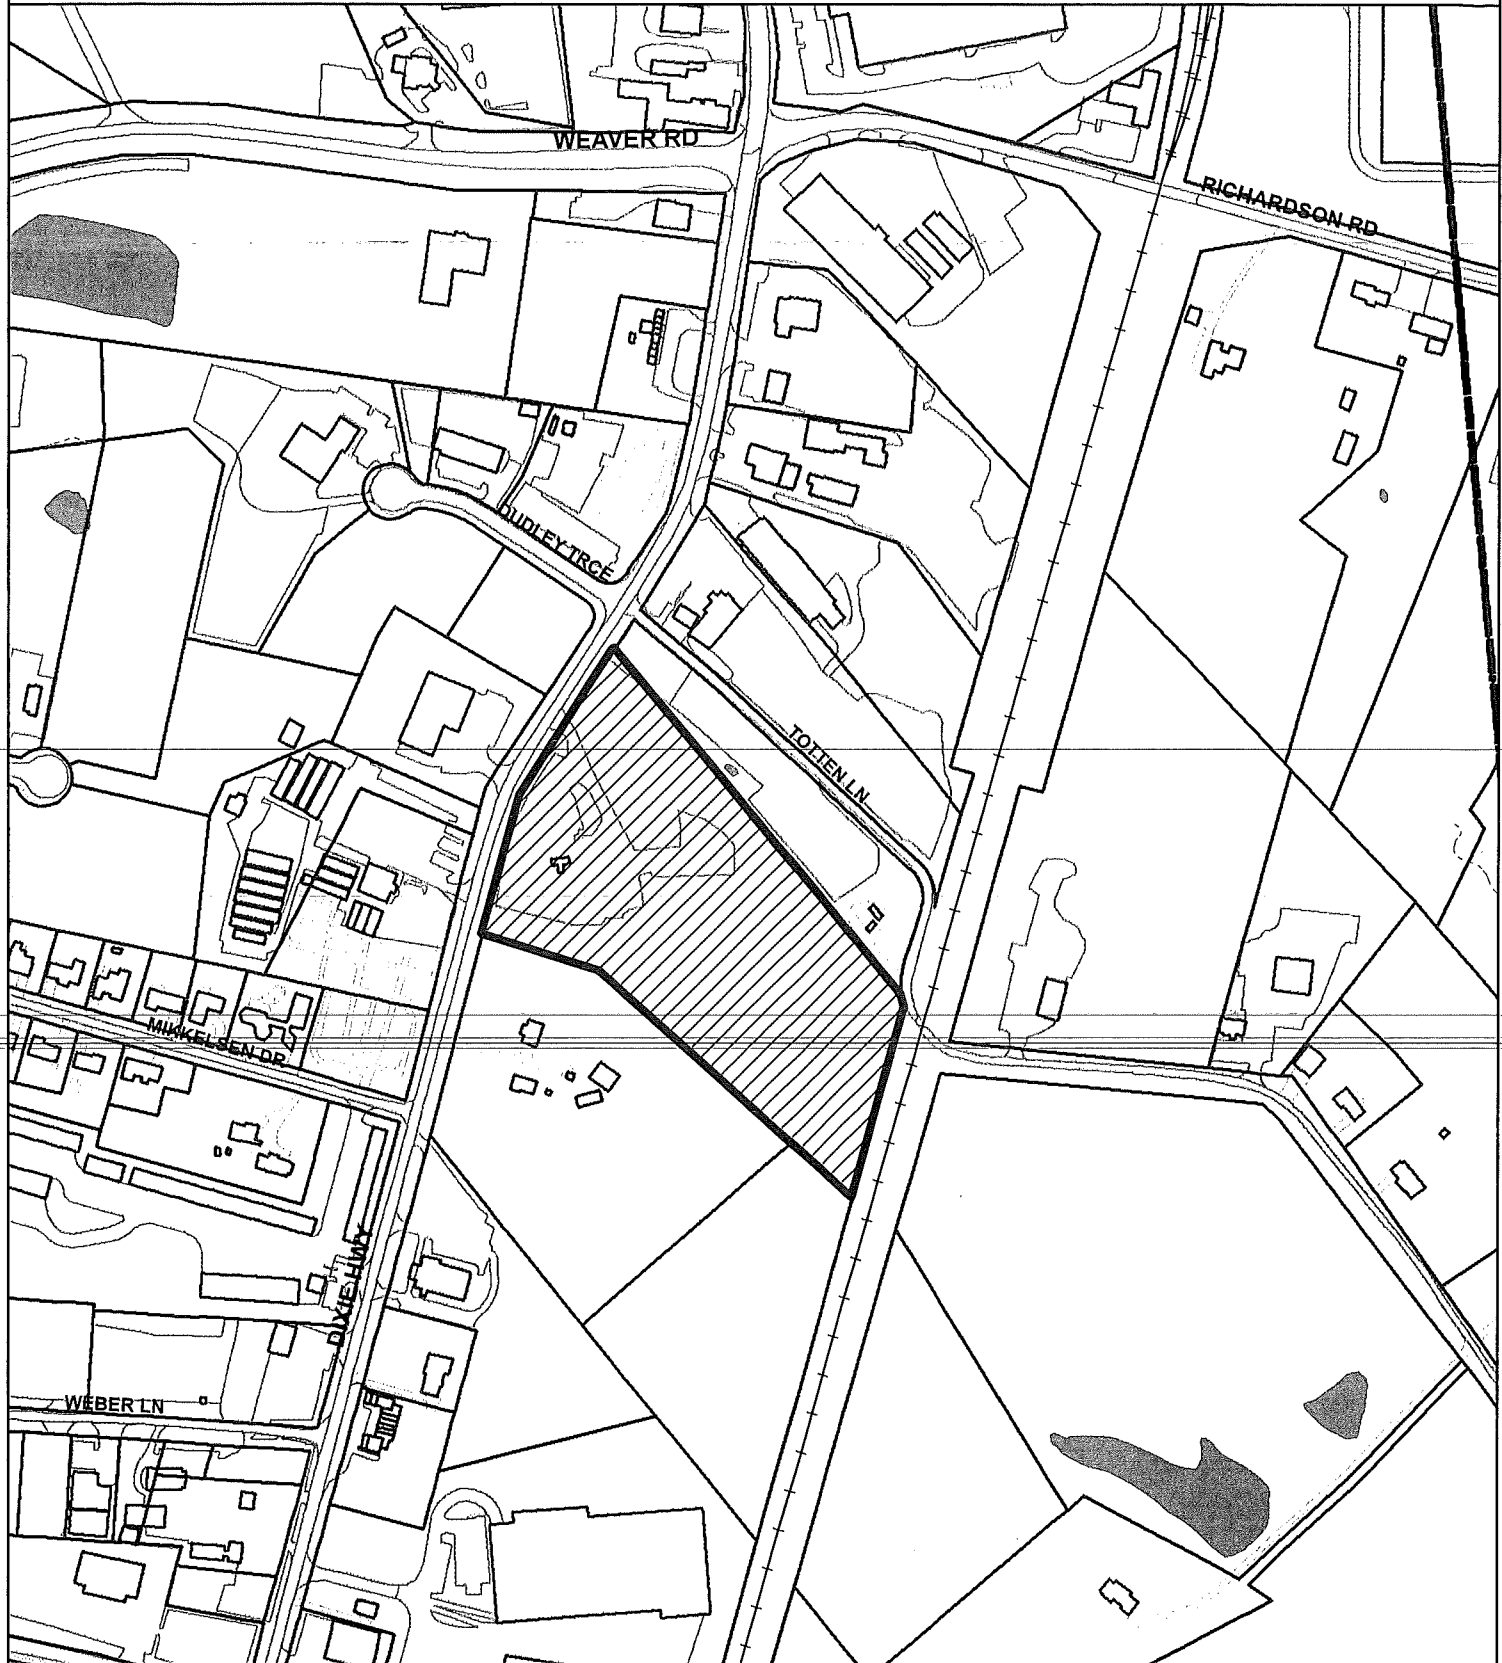 WEAVER RD
RICHARDSON RD
DUDLEY TRCE
TOTTEN LN
MIKKELSEN DR
DIXIE HWY
WEBER LN